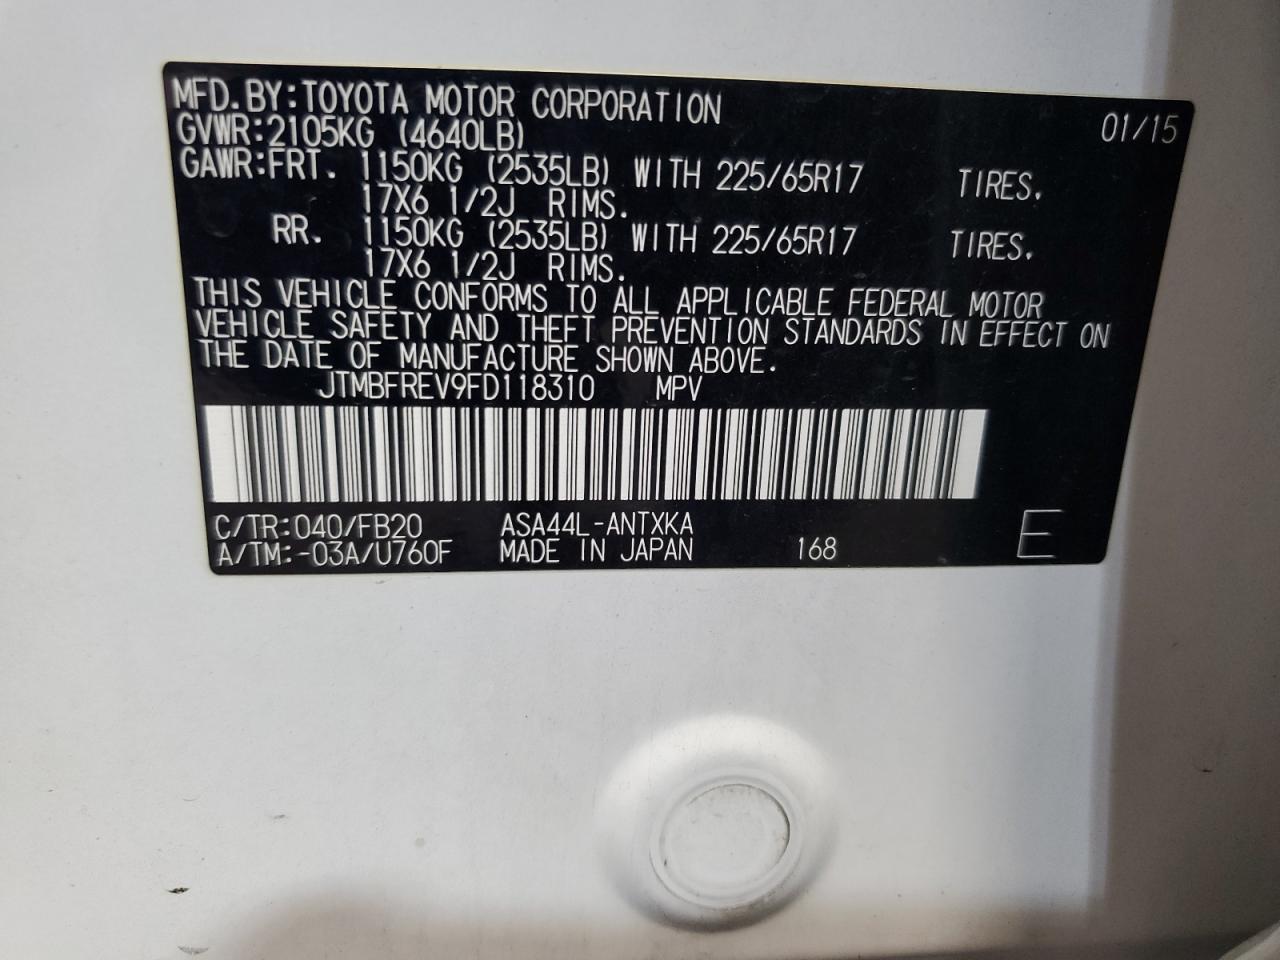 MFD.BY:TOYOTA MOTOR CORPORATION 01/15
GVWR:2105KG (4640LB)
GAWR:FRT. 1150KG (2535LB) WITH 225/65R17 TIRES.
17X6 1/2J RIMS.
RR. 1150KG (2535LB) WITH 225/65R17 TIRES.
17X6 1/2J RIMS.
THIS VEHICLE CONFORMS TO ALL APPLICABLE FEDERAL MOTOR
VEHICLE SAFETY AND THEFT PREVENTION STANDARDS IN EFFECT ON
THE DATE OF MANUFACTURE SHOWN ABOVE.
JTMBFREV9FD118310 MPV
C/TR:040/FB20 ASA44L-ANTXKA
A/TM:-03A/U760F MADE IN JAPAN 168 E